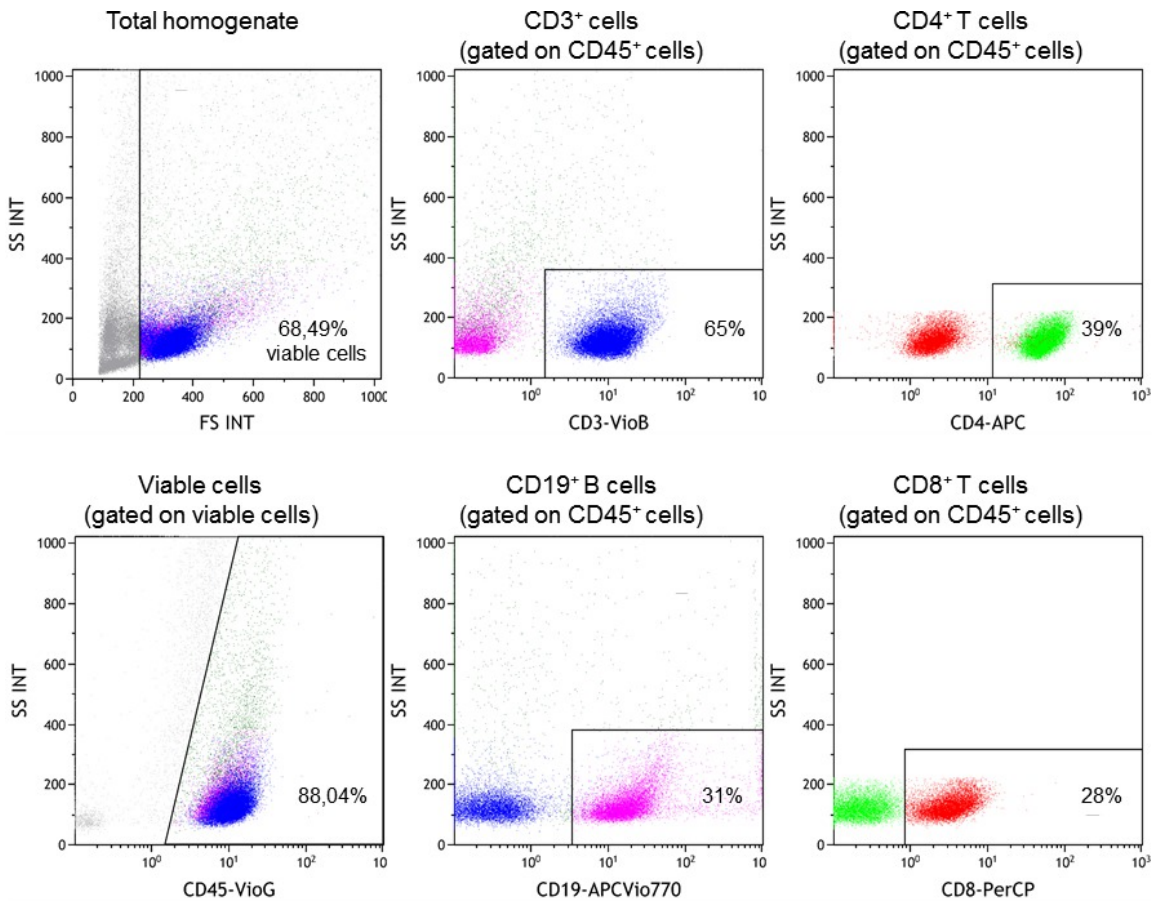 Total homogenate
CD3⁺ cells
(gated on CD45⁺ cells)
CD4⁺ T cells
(gated on CD45⁺ cells)
1000
800
600
400
200
0
SS INT
68,49%
viable cells
0 200 400 600 800 1000
FS INT
1000
800
600
400
200
0
SS INT
65%
10⁰ 10¹ 10² 10
CD3-VioB
1000
800
600
400
200
0
SS INT
39%
10⁰ 10¹ 10² 10³
CD4-APC
Viable cells
(gated on viable cells)
CD19⁺ B cells
(gated on CD45⁺ cells)
CD8⁺ T cells
(gated on CD45⁺ cells)
1000
800
600
400
200
0
SS INT
88,04%
10⁰ 10¹ 10² 10
CD45-VioG
1000
800
600
400
200
0
SS INT
31%
10⁰ 10¹ 10² 10
CD19-APCVio770
1000
800
600
400
200
0
SS INT
28%
10⁰ 10¹ 10² 10³
CD8-PerCP